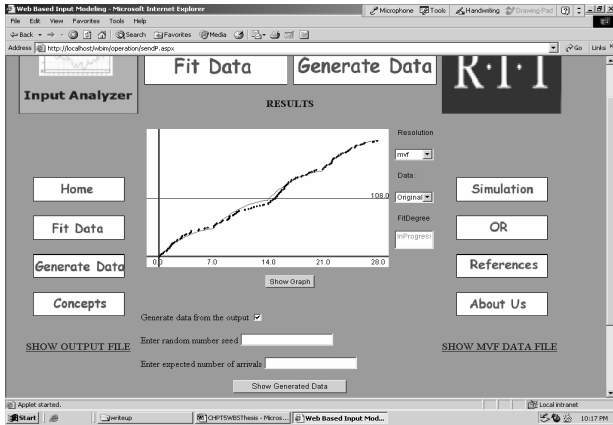 Web Based Input Modeling - Microsoft Internet Explorer
Microphone Tools Handwriting Drawing Pad
File Edit View Favorites Tools Help
Back Search Favorites Media
Address http://localhost/wbim/operation/sendP.aspx Go Links »
Fit Data Generate Data R·I·T
Input Analyzer
RESULTS
Resolution
mvf
Data :
Original
108.0
FitDegree
InProgress
0.0 7.0 14.0 21.0 28.0
Show Graph
Home
Fit Data
Generate Data
Concepts
SHOW OUTPUT FILE
Simulation
OR
References
About Us
SHOW MVF DATA FILE
Generate data from the output
Enter random number seed
Enter expected number of arrivals
Show Generated Data
Applet started. Local intranet
Start writeup CHPTSWBSThesis - Micros... Web Based Input Mod... 10:17 PM